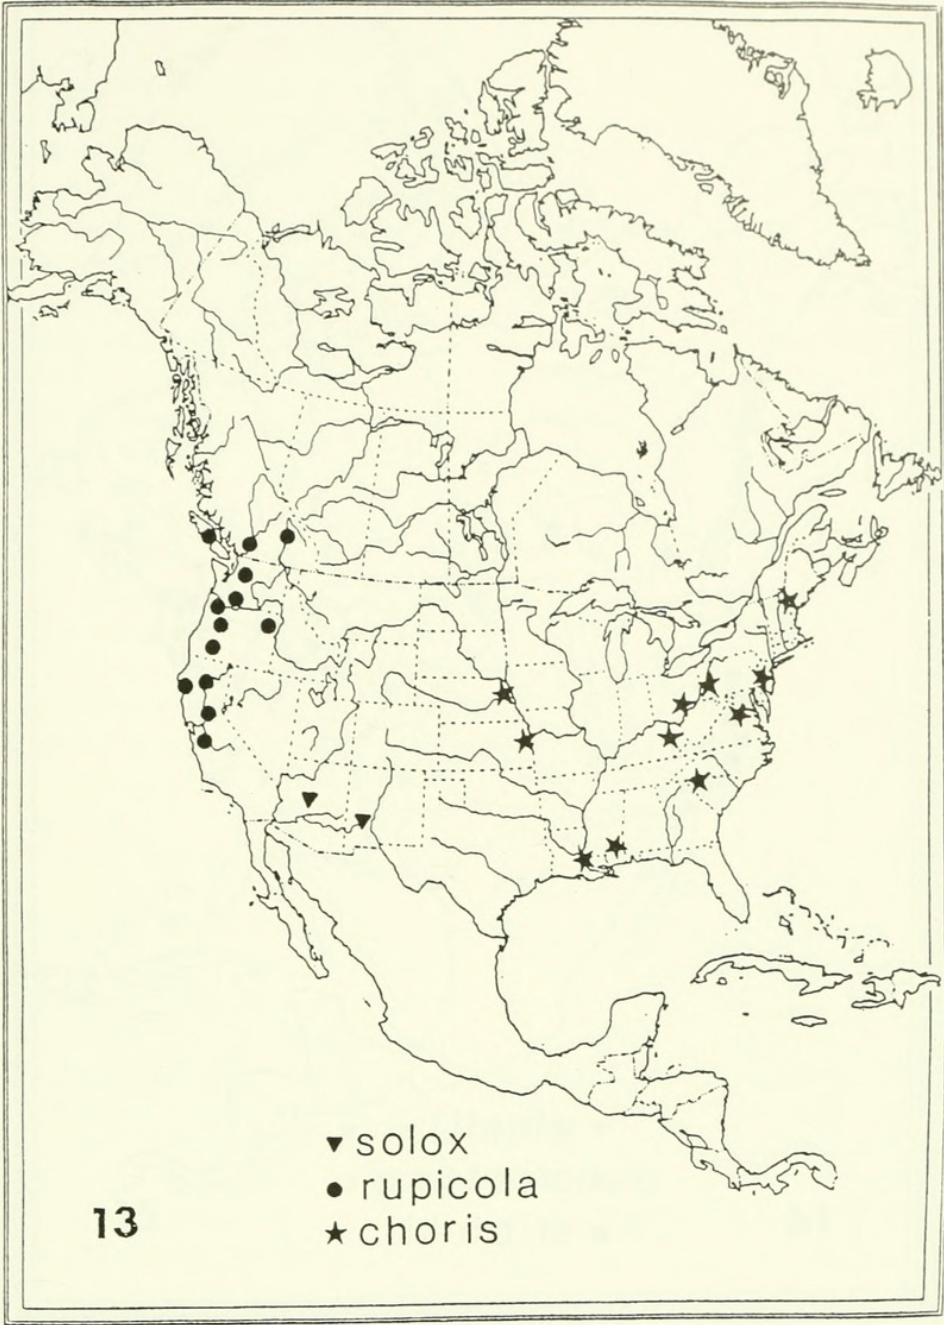 ▼ solox
● rupicola
★ choris
13